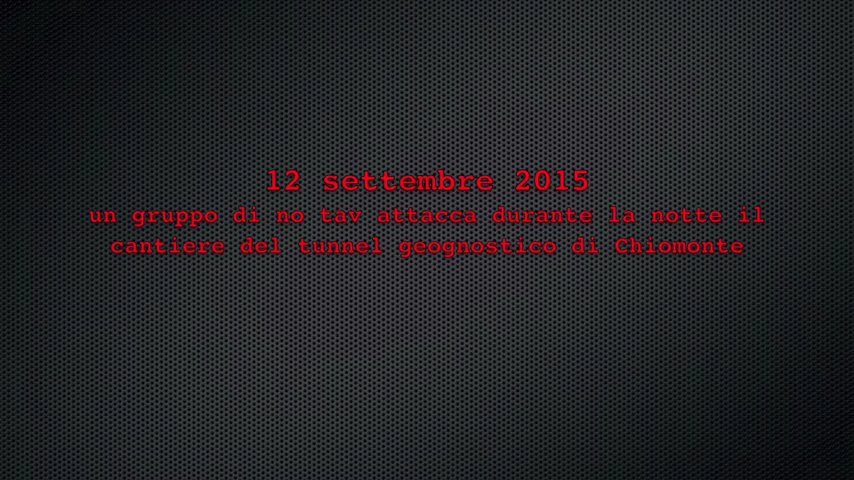 12 settembre 2015
un gruppo di no tav attacca durante la notte il
cantiere del tunnel geognostico di Chiomonte